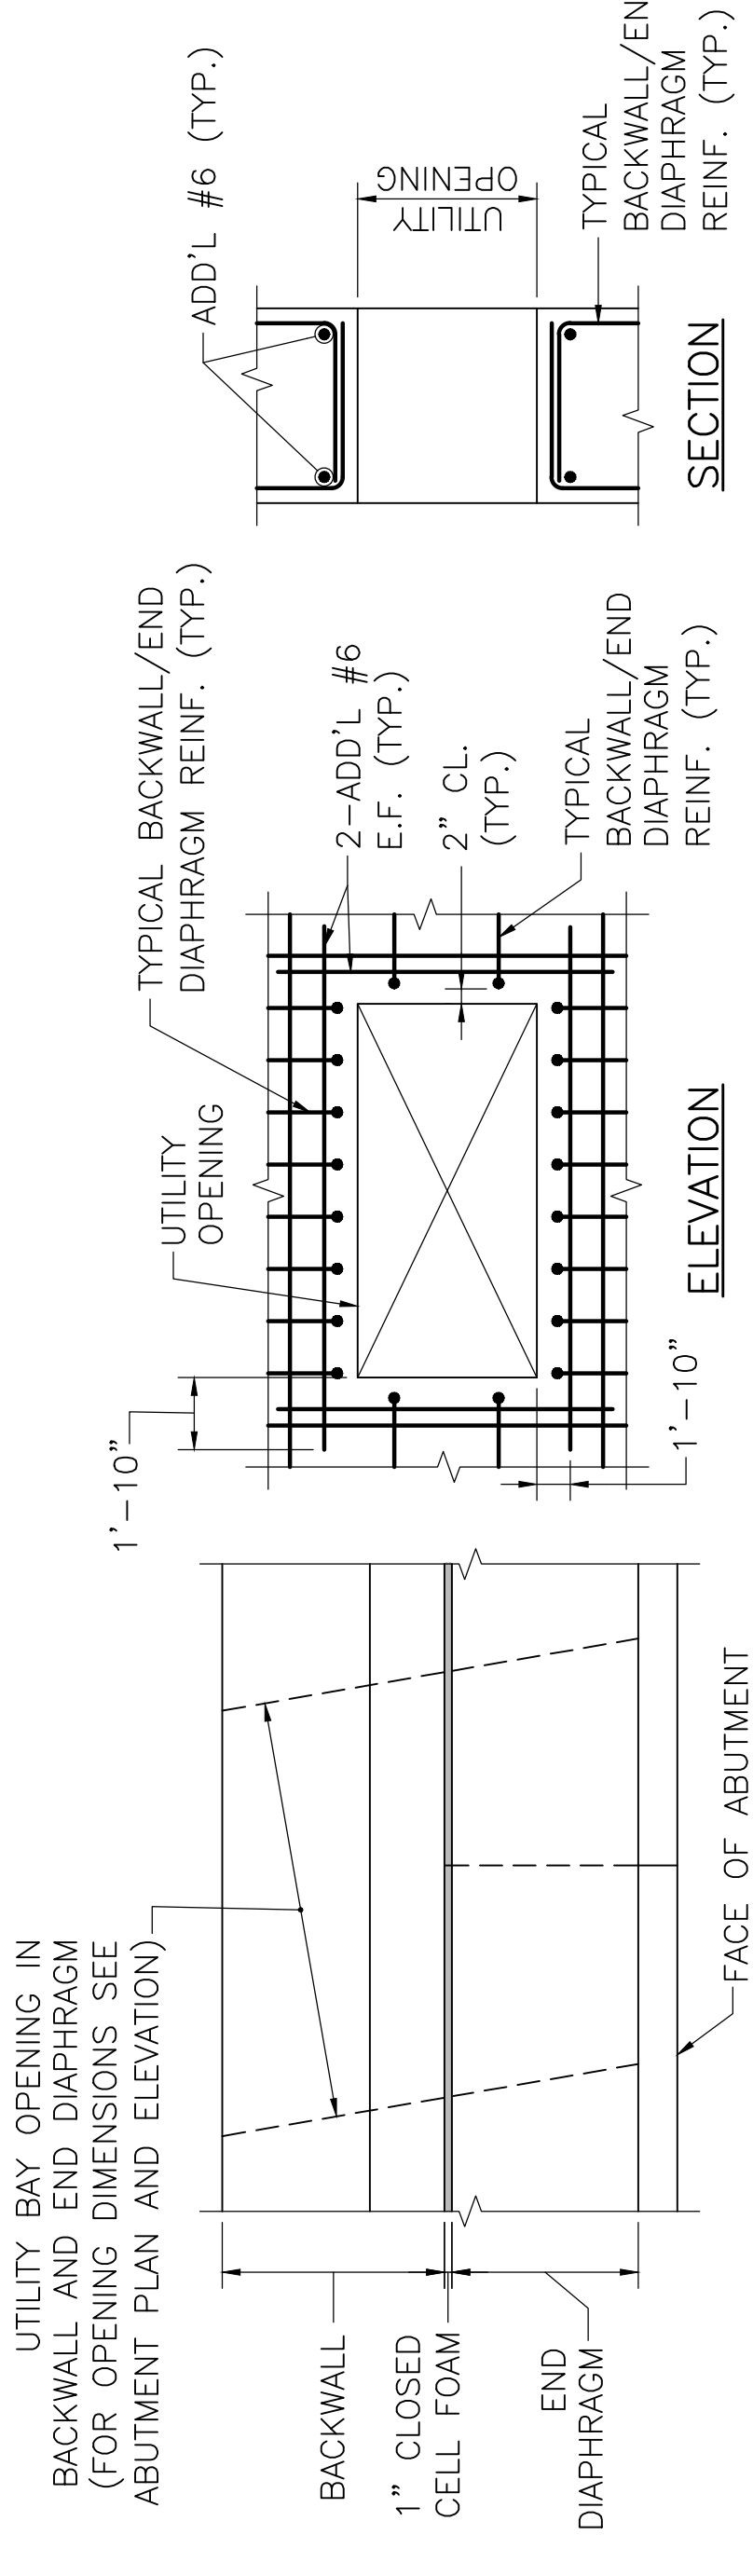 UTILITY BAY OPENING IN
BACKWALL AND END DIAPHRAGM
(FOR OPENING DIMENSIONS SEE
ABUTMENT PLAN AND ELEVATION)
BACKWALL
1" CLOSED
CELL FOAM
END
DIAPHRAGM
FACE OF ABUTMENT
1'-10"
UTILITY
OPENING
TYPICAL BACKWALL/END
DIAPHRAGM REINF. (TYP.)
2-ADD'L #6
E.F. (TYP.)
2" CL.
(TYP.)
TYPICAL
BACKWALL/END
DIAPHRAGM
REINF. (TYP.)
1'-10"
ELEVATION
ADD'L #6 (TYP.)
UTILITY
OPENING
TYPICAL
BACKWALL/EN
DIAPHRAGM
REINF. (TYP.)
SECTION